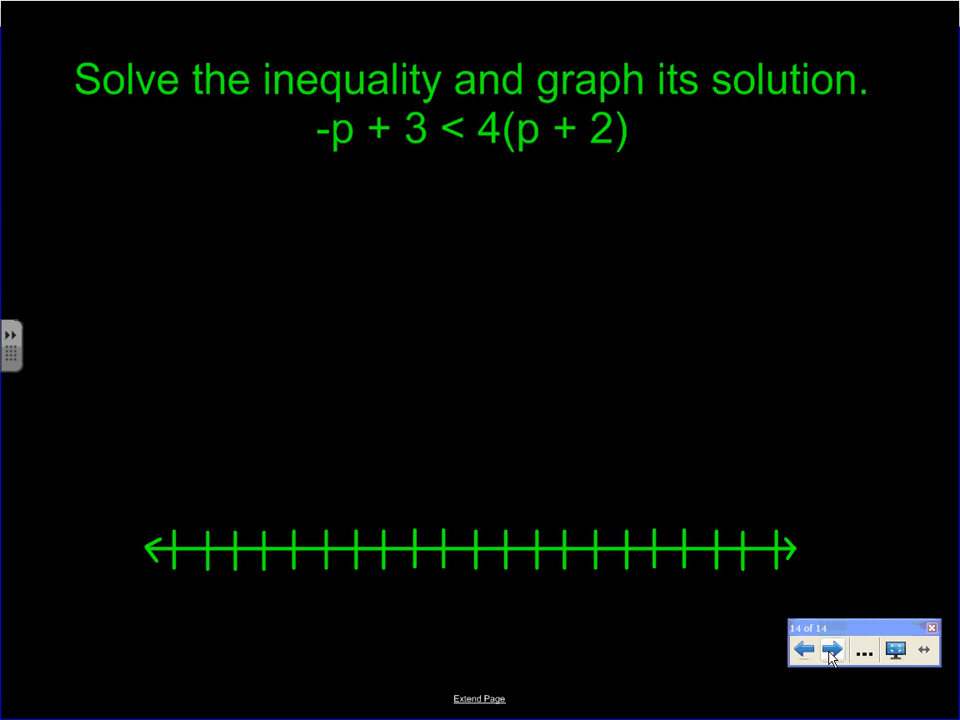 Solve the inequality and graph its solution.
-p + 3 < 4(p + 2)
14 of 14
...
Extend Page